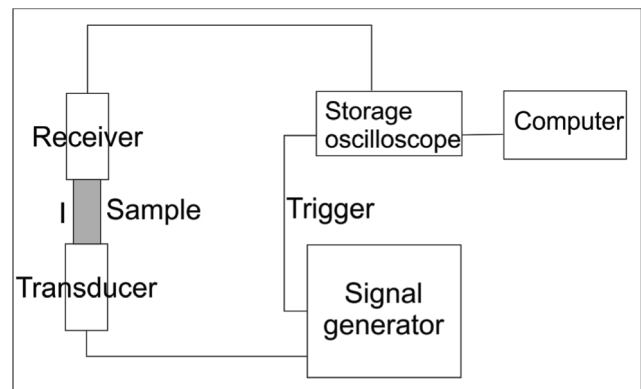 Storage
oscilloscope
Computer
Receiver
l Sample
Trigger
Transducer
Signal
generator